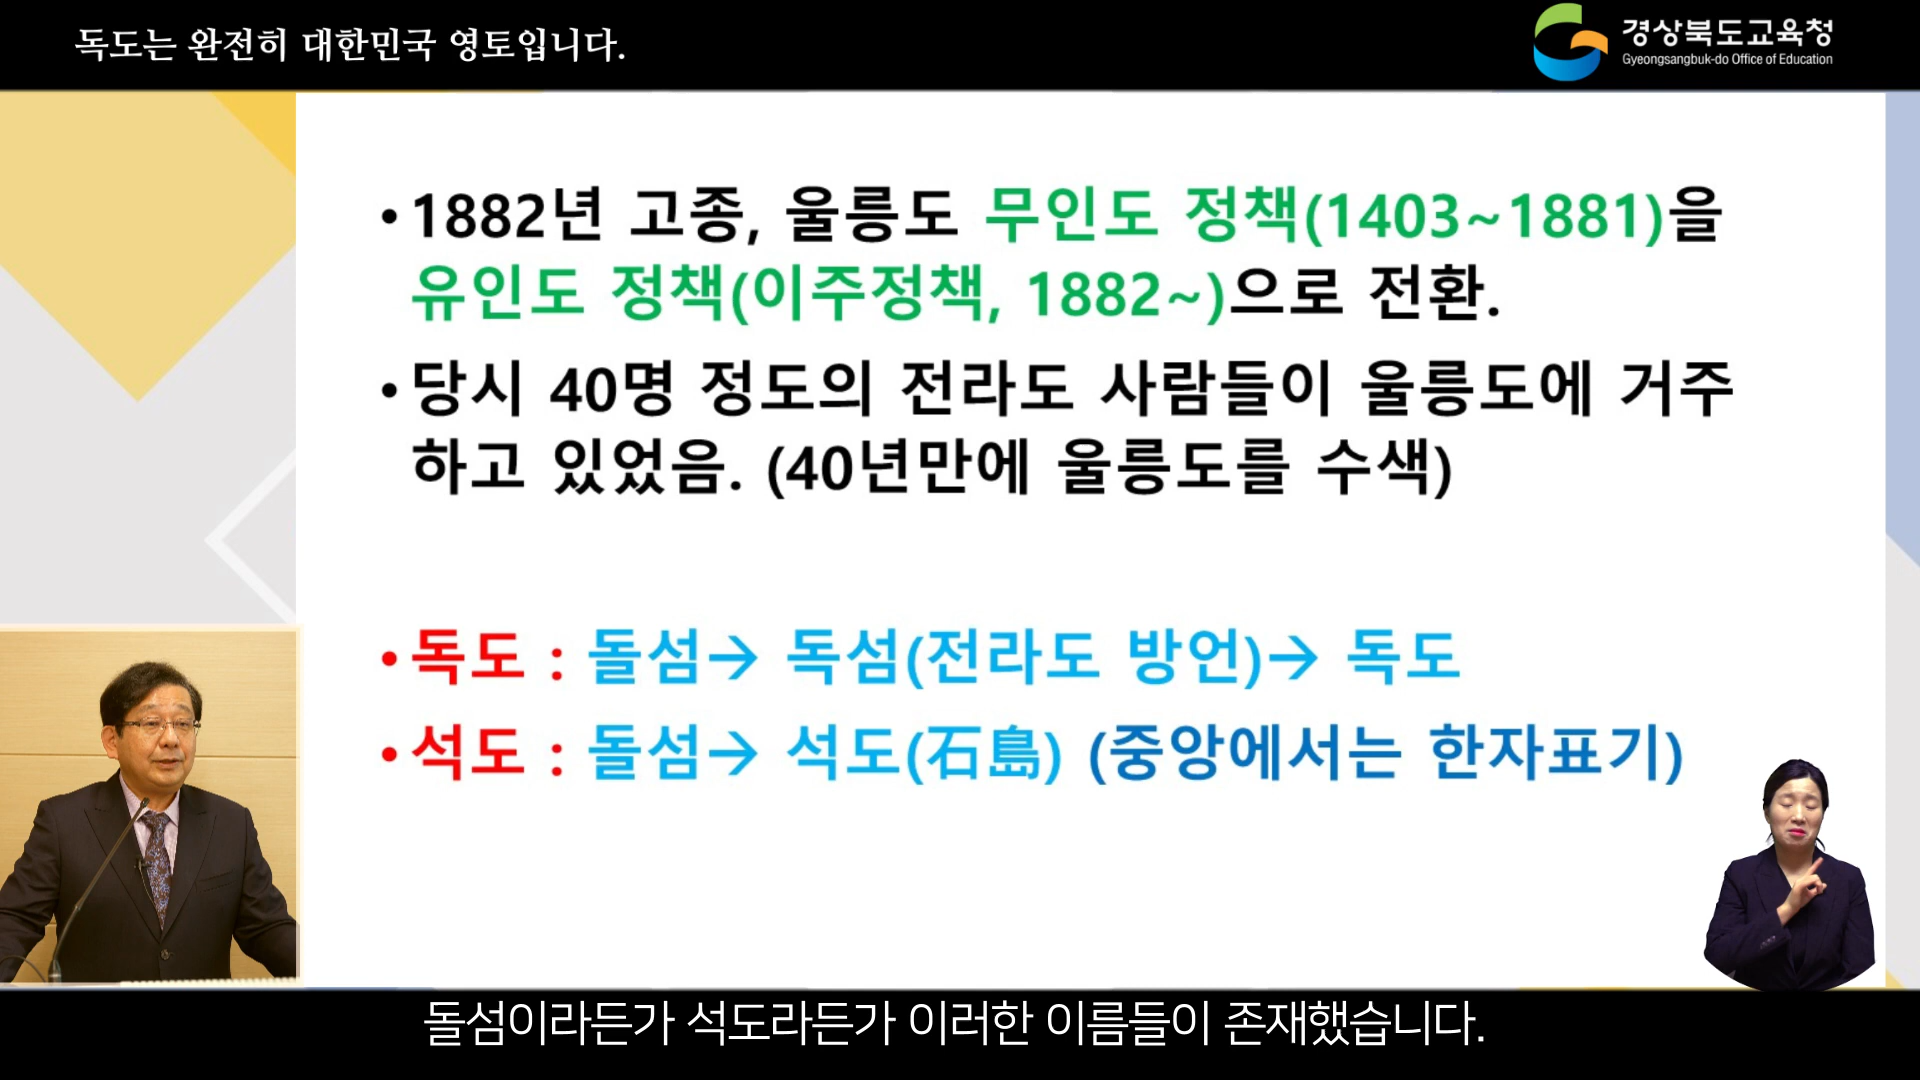 독도는 완전히 대한민국 영토입니다.
경상북도교육청
Gyeongsangbuk-do Office of Education
•1882년 고종, 울릉도 무인도 정책(1403~1881)을
유인도 정책(이주정책, 1882~)으로 전환.
•당시 40명 정도의 전라도 사람들이 울릉도에 거주
하고 있었음. (40년만에 울릉도를 수색)
•독도 : 돌섬→ 독섬(전라도 방언)→ 독도
•석도 : 돌섬→ 석도(石島) (중앙에서는 한자표기)
돌섬이라든가 석도라든가 이러한 이름들이 존재했습니다.